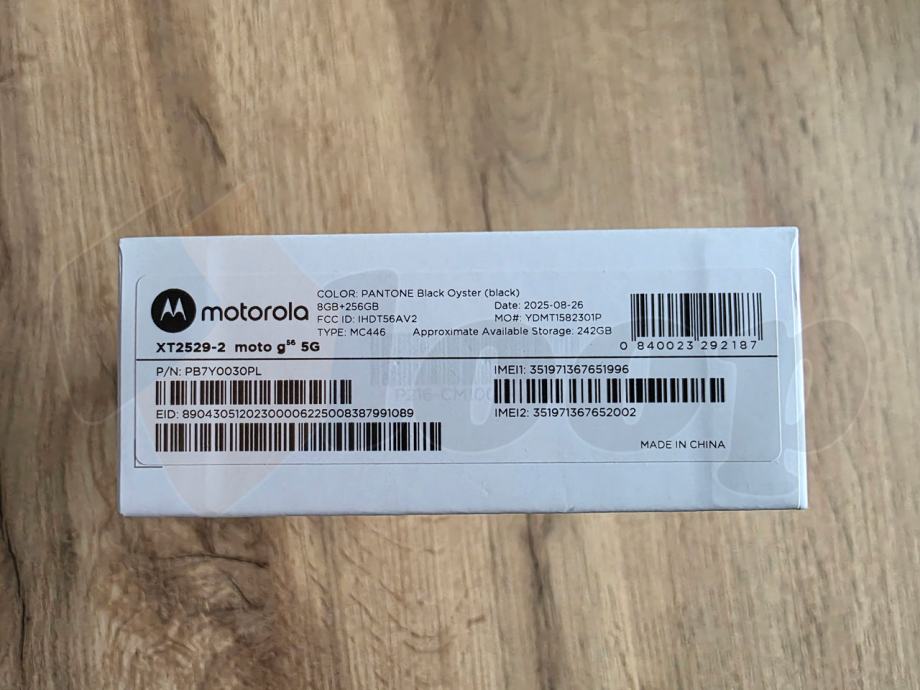 motorola
COLOR: PANTONE Black Oyster (black)
8GB+256GB
Date: 2025-08-26
FCC ID: IHDT56AV2
MO#: YDMT1582301P
TYPE: MC446
Approximate Available Storage: 242GB
0 840023 292187
XT2529-2 moto g56 5G
P/N: PB7Y0030PL
IMEI1: 351971367651996
EID: 89043051202300006225008387991089
IMEI2: 351971367652002
MADE IN CHINA